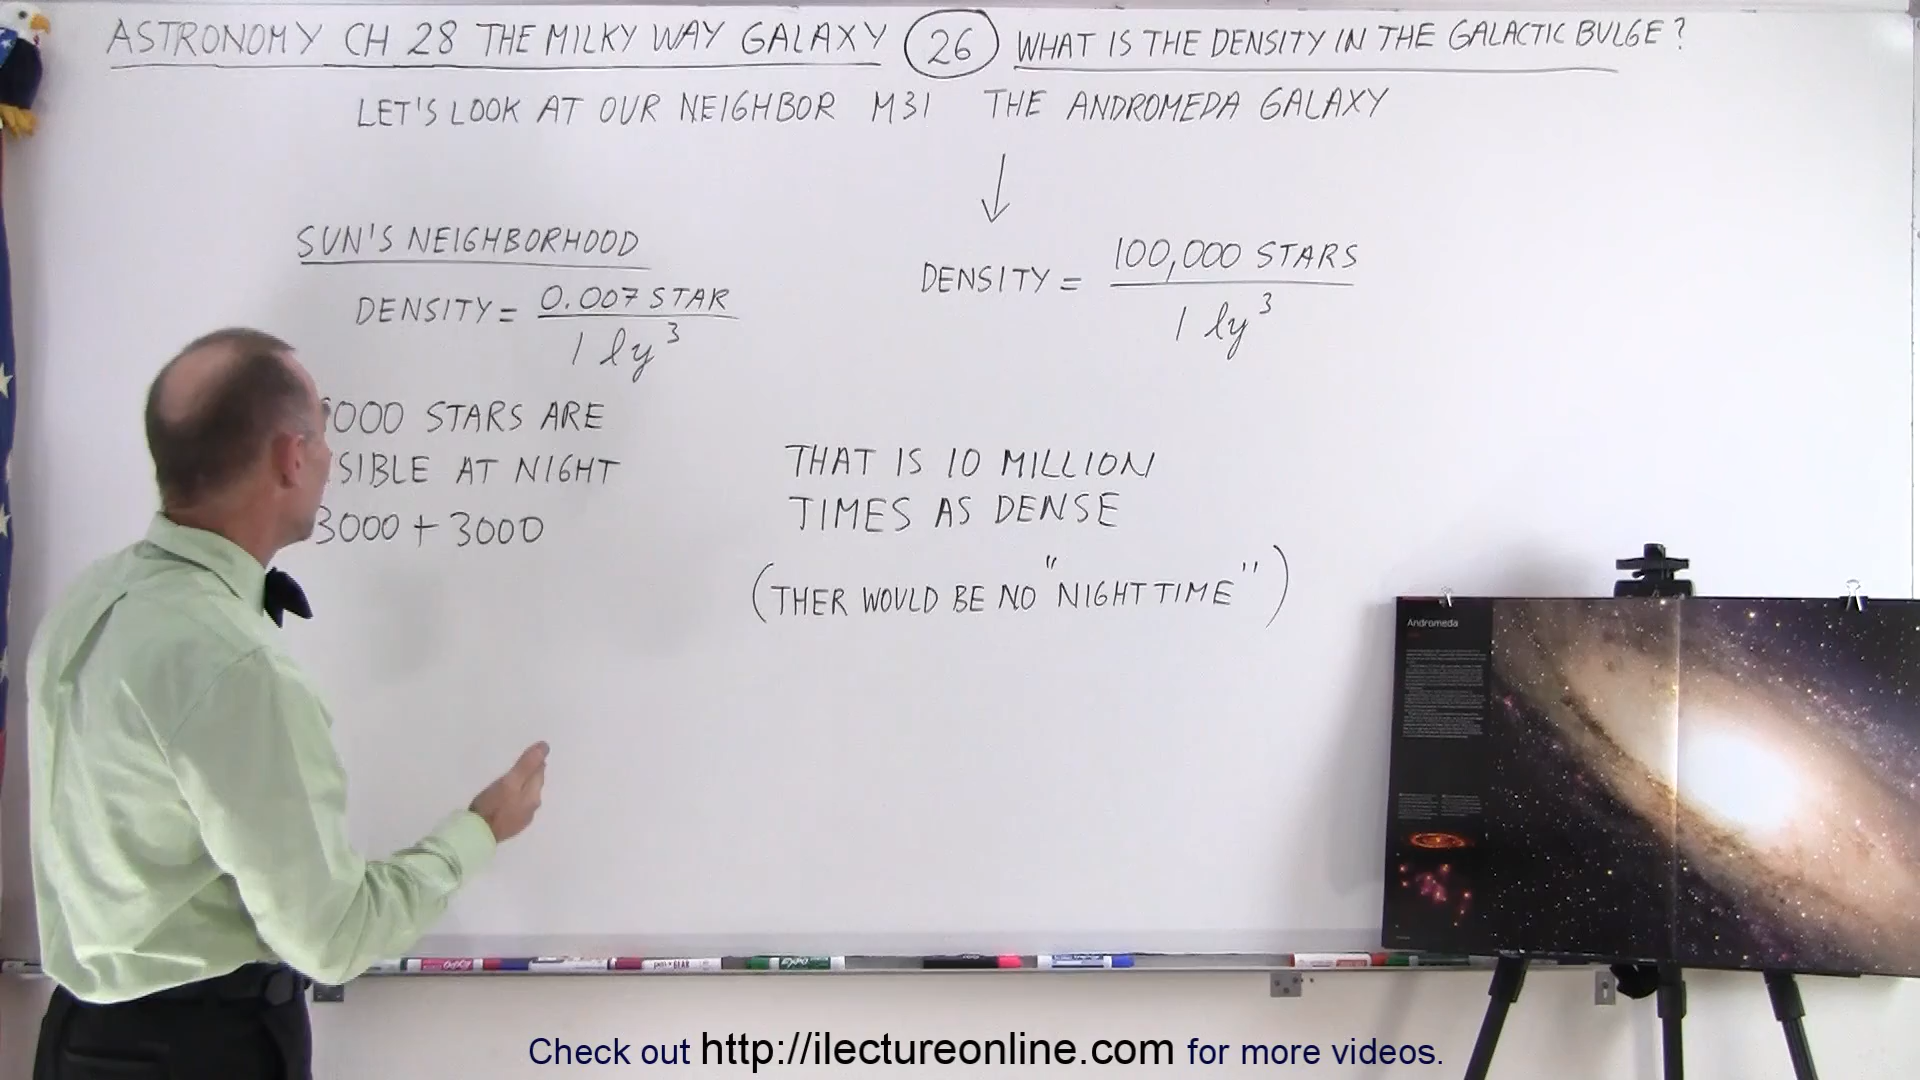 ASTRONOMY CH 28 THE MILKY WAY GALAXY 26 WHAT IS THE DENSITY IN THE GALACTIC BULGE?
LET'S LOOK AT OUR NEIGHBOR M31 THE ANDROMEDA GALAXY
SUN'S NEIGHBORHOOD
DENSITY = 0.007 STAR
1 ly³
000 STARS ARE
SIBLE AT NIGHT
3000 + 3000
DENSITY = 100,000 STARS
1 ly³
THAT IS 10 MILLION
TIMES AS DENSE
(THER WOULD BE NO "NIGHT TIME")
Andromeda
Check out http://ilectureonline.com for more videos.